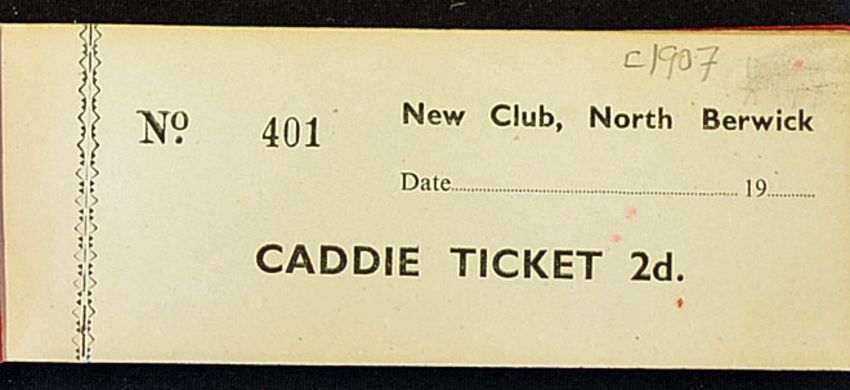 c1907
Nº 401
New Club, North Berwick
Date.................... 19..........
CADDIE TICKET 2d.